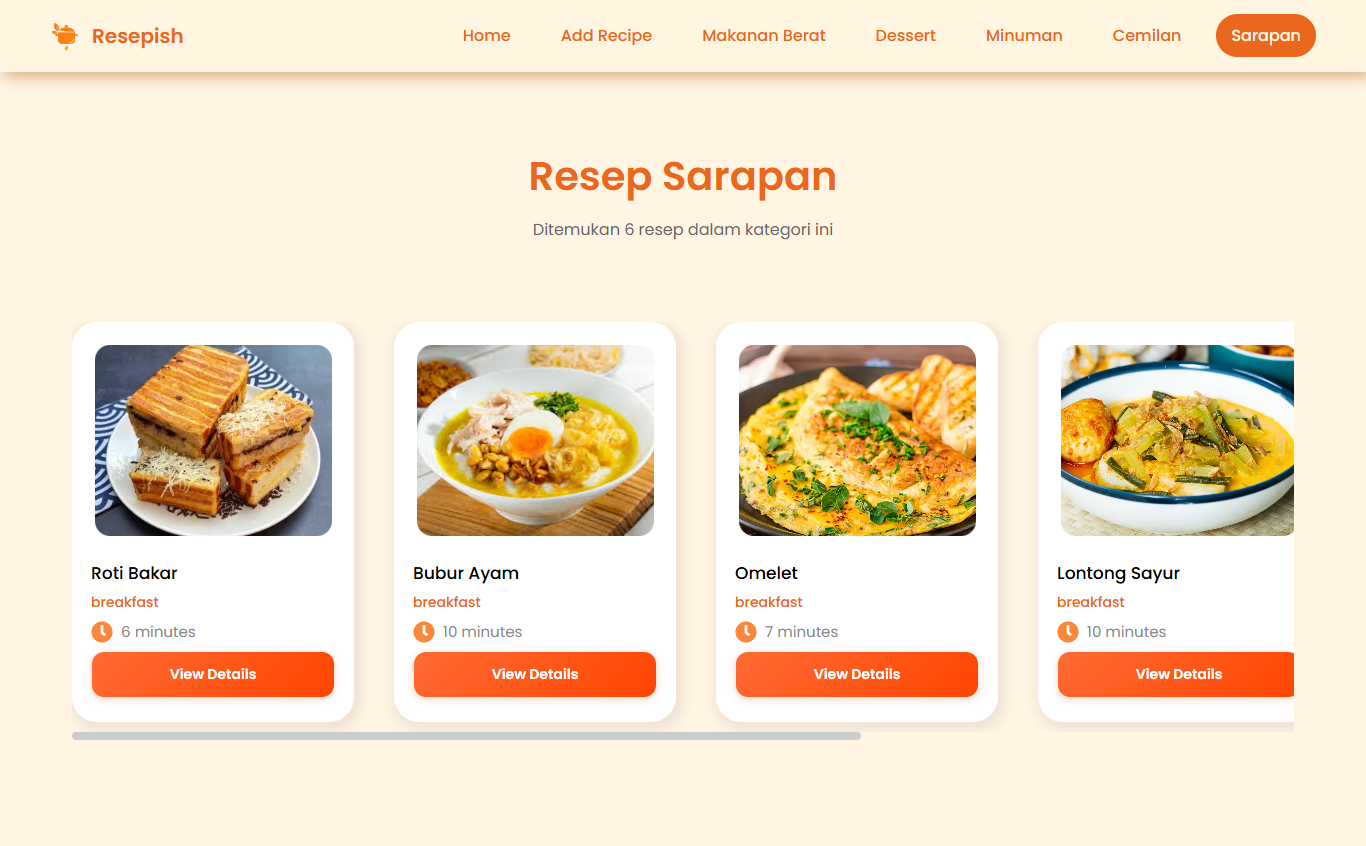 Resepish
Home
Add Recipe
Makanan Berat
Dessert
Minuman
Cemilan
Sarapan
Resep Sarapan
Ditemukan 6 resep dalam kategori ini
Roti Bakar
breakfast
6 minutes
View Details
Bubur Ayam
breakfast
10 minutes
View Details
Omelet
breakfast
7 minutes
View Details
Lontong Sayur
breakfast
10 minutes
View Details